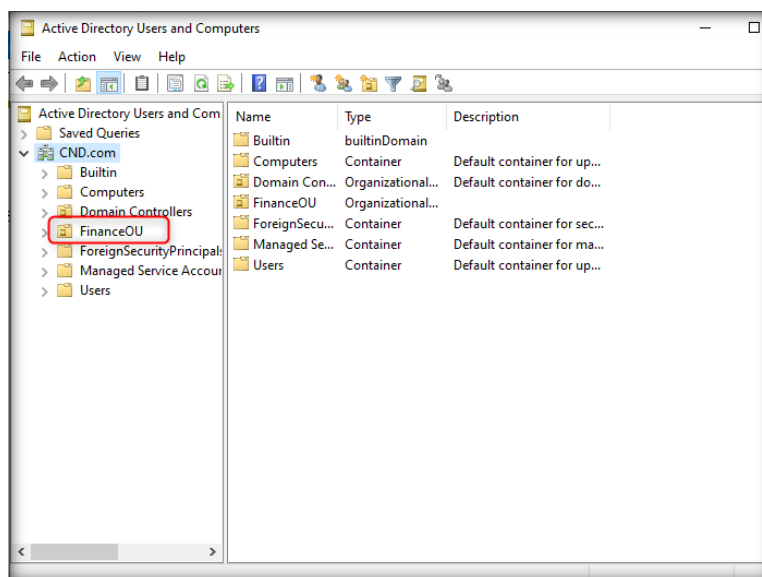 Active Directory Users and Computers
File Action View Help
Active Directory Users and Com
Saved Queries
CND.com
Builtin
Computers
Domain Controllers
FinanceOU
ForeignSecurityPrincipals
Managed Service Accour
Users
Name Type Description
Builtin builtinDomain
Computers Container Default container for up...
Domain Con... Organizational...  Default container for do...
FinanceOU Organizational...
ForeignSecu... Container Default container for sec...
Managed Se... Container Default container for ma...
Users Container Default container for up...